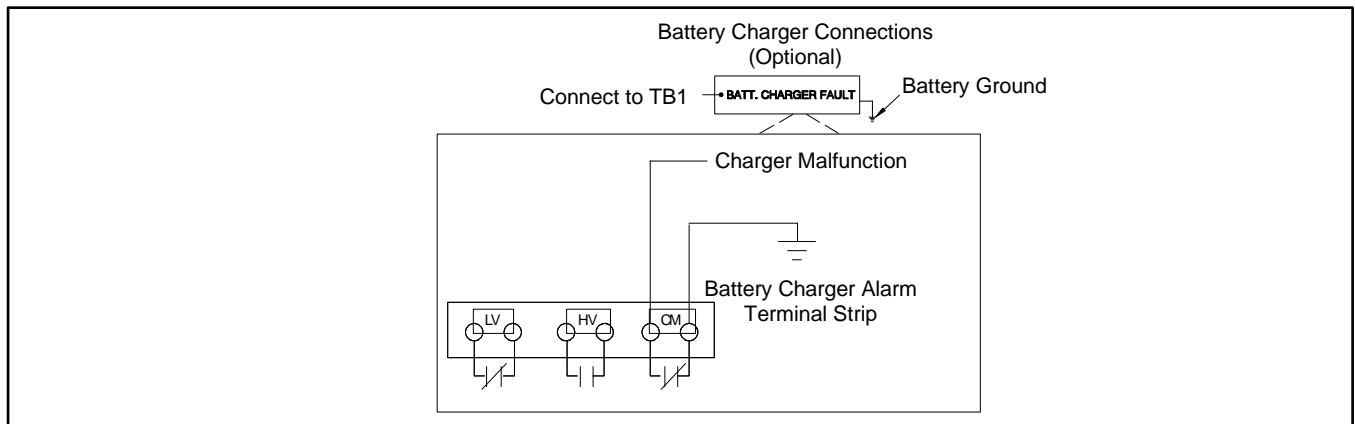 Battery Charger Connections
(Optional)
Connect to TB1
BATT. CHARGER FAULT
Battery Ground
Charger Malfunction
Battery Charger Alarm
Terminal Strip
LV
HV
CM